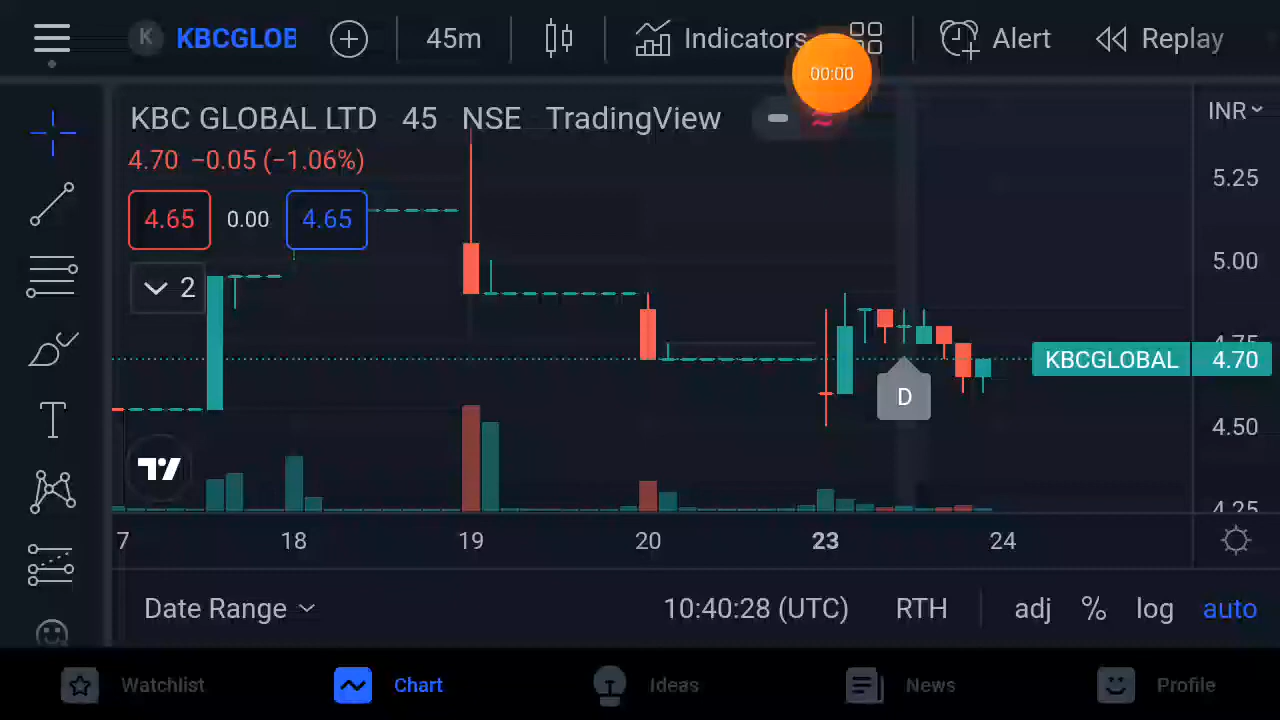 K KBCGLOB 45m Indicators Alert Replay
00:00
KBC GLOBAL LTD 45 NSE TradingView
INR
4.70 −0.05 (−1.06%)
5.25
4.65 0.00 4.65
5.00
2
4.75
KBCGLOBAL 4.70
D
4.50
4.25
7 18 19 20 23 24
Date Range 10:40:28 (UTC) RTH adj % log auto
Watchlist Chart Ideas News Profile